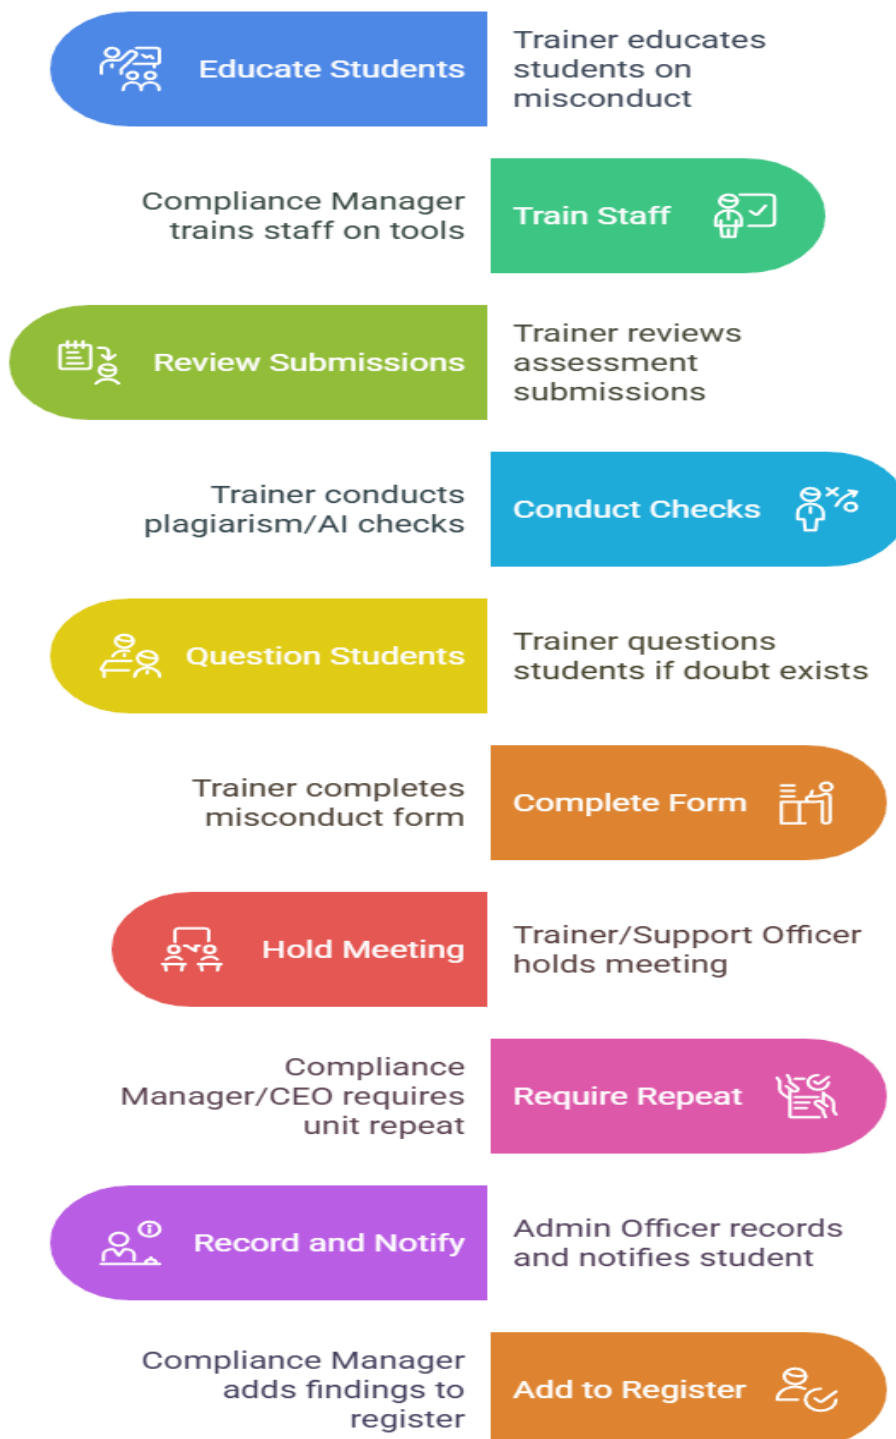 Educate Students
Trainer educates
students on
misconduct
Compliance Manager
trains staff on tools
Train Staff
Review Submissions
Trainer reviews
assessment
submissions
Trainer conducts
plagiarism/AI checks
Conduct Checks
Question Students
Trainer questions
students if doubt exists
Trainer completes
misconduct form
Complete Form
Hold Meeting
Trainer/Support Officer
holds meeting
Compliance
Manager/CEO requires
unit repeat
Require Repeat
Record and Notify
Admin Officer records
and notifies student
Compliance Manager
adds findings to
register
Add to Register